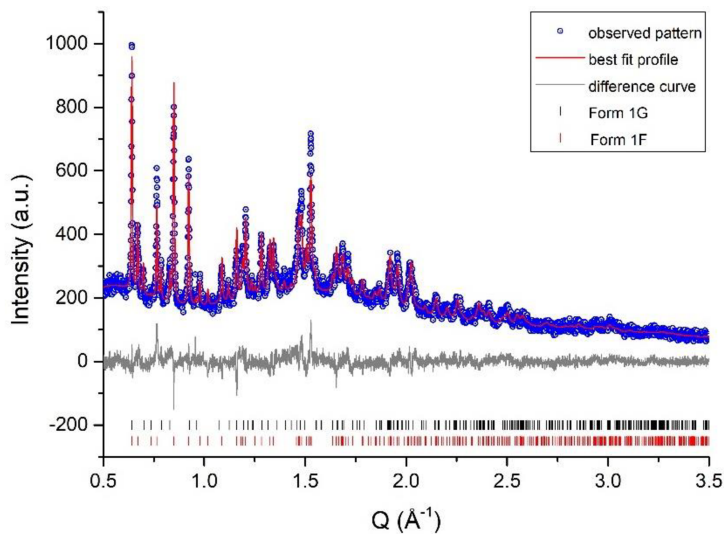 observed pattern
best fit profile
difference curve
Form 1G
Form 1F
Intensity (a.u.)
1000
800
600
400
200
0
-200
0.5 1.0 1.5 2.0 2.5 3.0 3.5
Q (Å⁻¹)